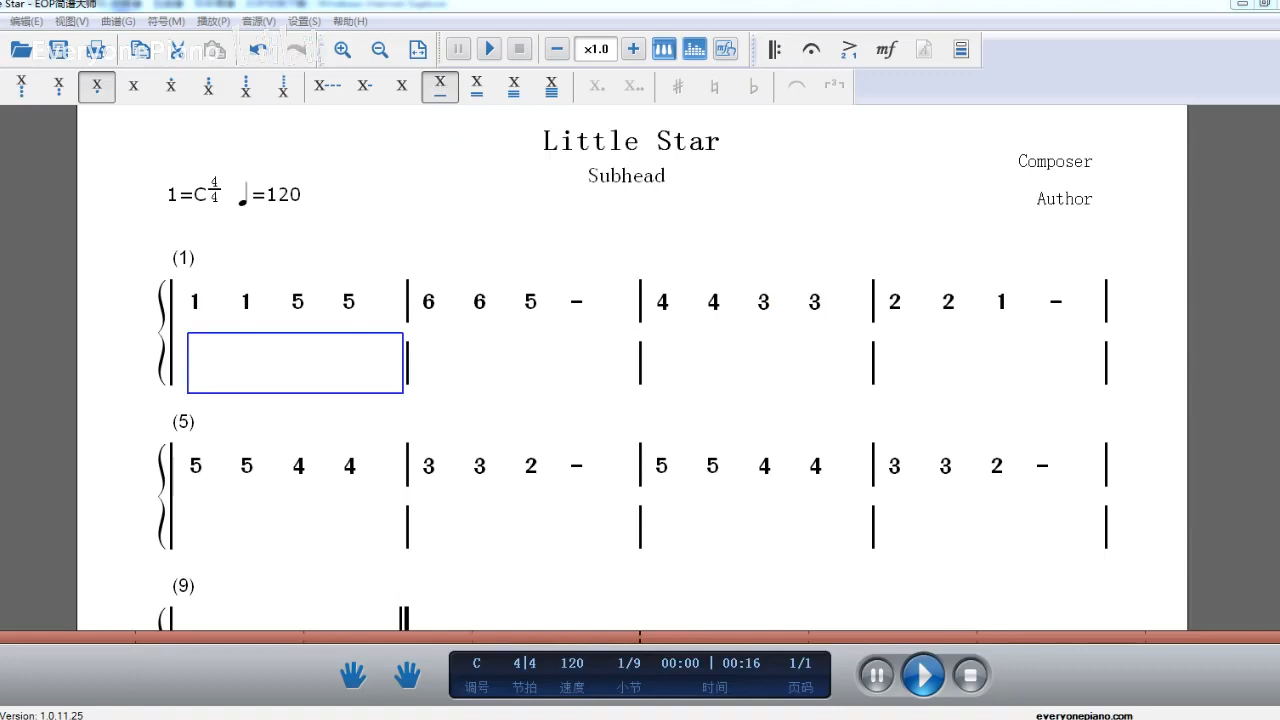 Star - EOP简谱大师
编辑(E) 视图(V) 曲谱(G) 符号(M) 播放(P) 音源(V) 设置(S) 帮助(H)
EveryonePiano
x1.0 mf
X X X X X X X X X--- X- X X X X X X. X.. ♯ ♮ ♭
Little Star
Subhead
Composer
Author
1=C 4/4 ♩=120
(1)
1 1 5 5 | 6 6 5 - | 4 4 3 3 | 2 2 1 - |
(5)
5 5 4 4 | 3 3 2 - | 5 5 4 4 | 3 3 2 - |
(9)
C 4|4 120 1/9 00:00 | 00:16 1/1
调号 节拍 速度 小节 时间 页码
Version: 1.0.11.25
everyonepiano.com